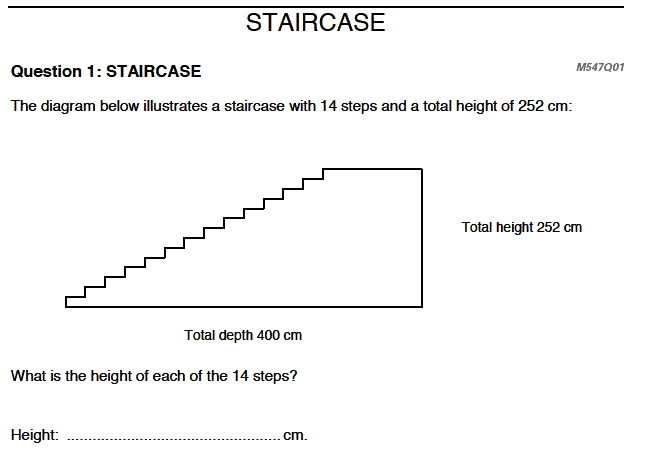 STAIRCASE
Question 1: STAIRCASE
M547Q01
The diagram below illustrates a staircase with 14 steps and a total height of 252 cm:
Total height 252 cm
Total depth 400 cm
What is the height of each of the 14 steps?
Height: .................................................. cm.